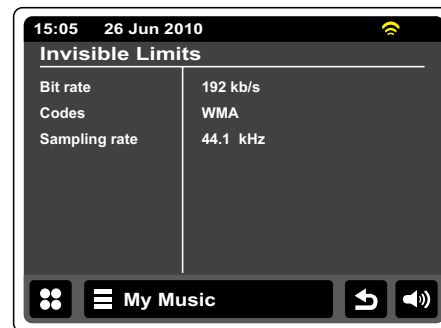 15:05 26 Jun 2010
Invisible Limits
Bit rate 192 kb/s
Codes WMA
Sampling rate 44.1 kHz
My Music